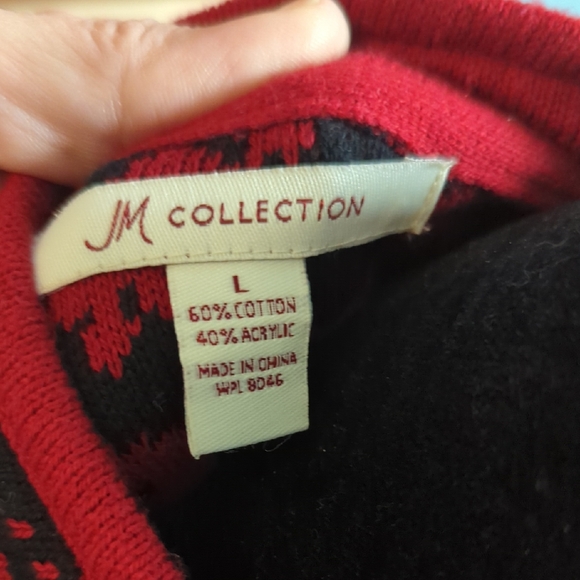 JM COLLECTION
L
60% COTTON
40% ACRYLIC
MADE IN CHINA
WPL 8046